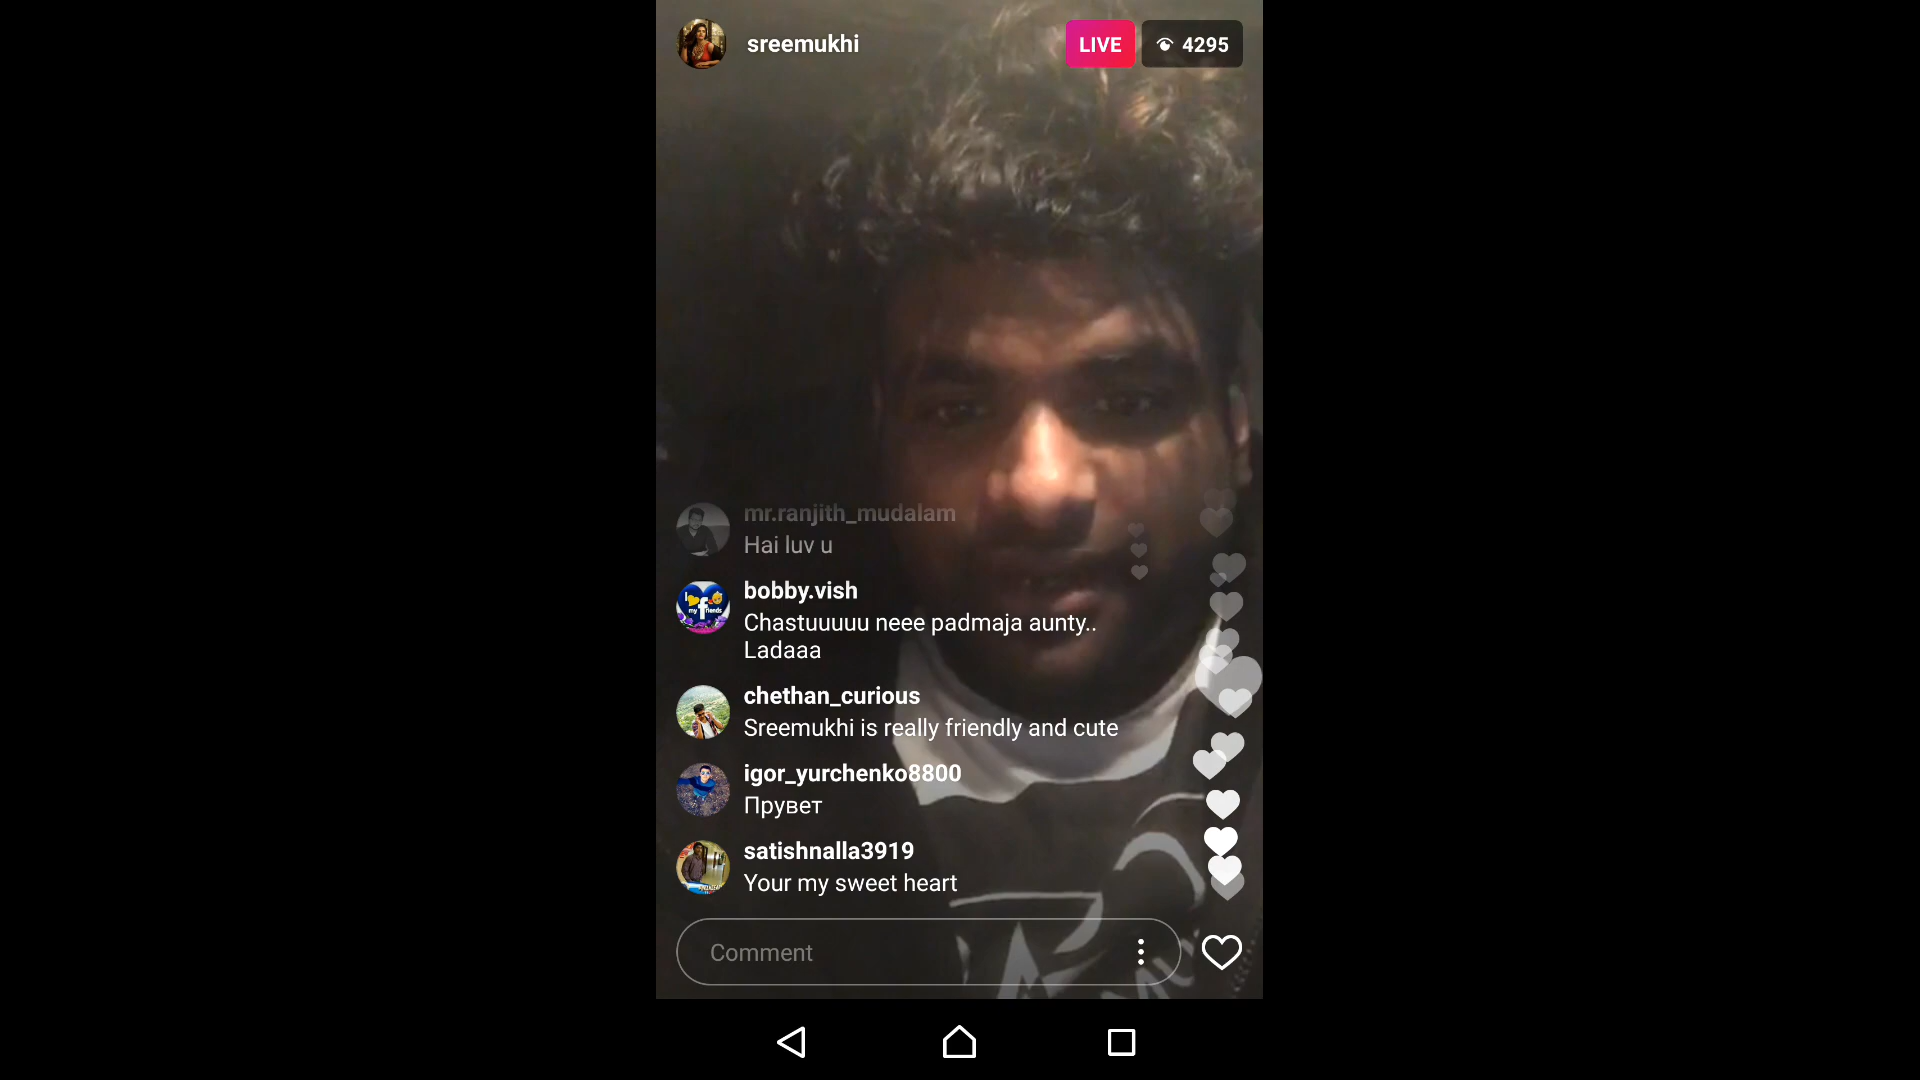 sreemukhi
LIVE
4295
mr.ranjith_mudalam
Hai luv u
bobby.vish
Chastuuuuu neee padmaja aunty..
Ladaaa
chethan_curious
Sreemukhi is really friendly and cute
igor_yurchenko8800
Прувет
satishnalla3919
Your my sweet heart
Comment